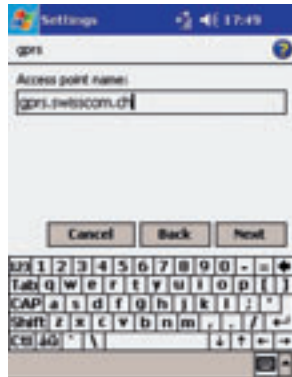 Settings 17:49
gprs
Access point name:
gprs.swisscom.ch
Cancel Back Next
123 1 2 3 4 5 6 7 8 9 0 - =
Tab q w e r t y u i o p [ ]
CAP a s d f g h j k l ; '
Shift z x c v b n m , . /
Ctl áü ` \